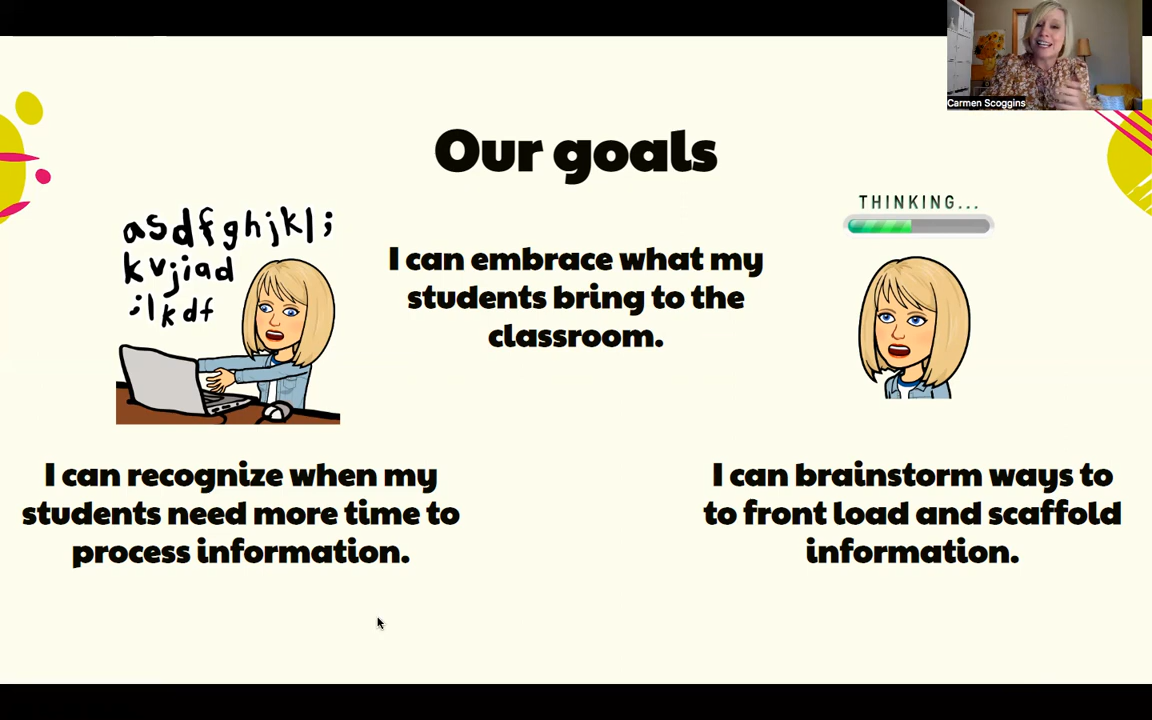 Carmen Scoggins
Our goals
asdfghjkl;
kvjiad
;lkdf
I can embrace what my
students bring to the
classroom.
THINKING...
I can recognize when my
students need more time to
process information.
I can brainstorm ways to
to front load and scaffold
information.